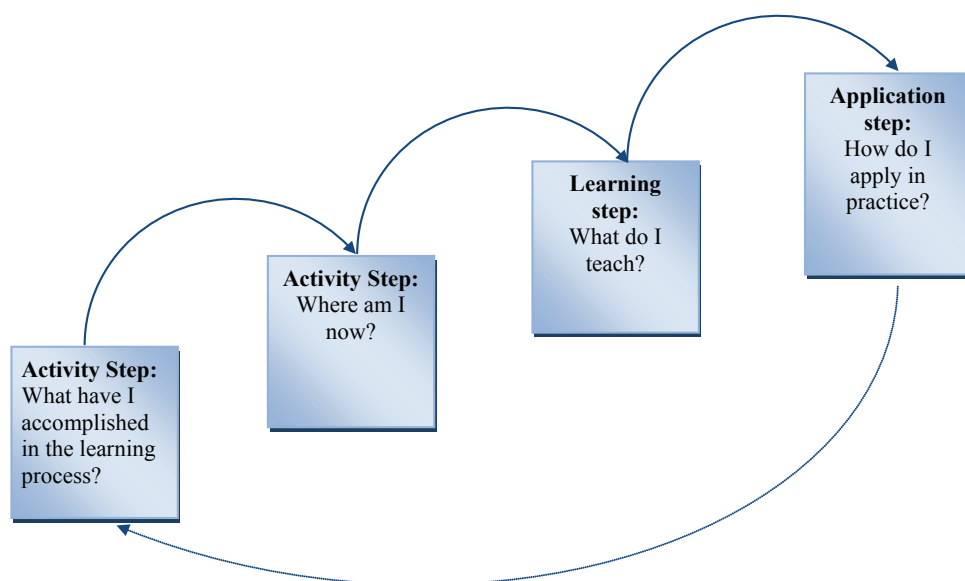 Activity Step:
What have I
accomplished
in the learning
process?
Activity Step:
Where am I
now?
Learning
step:
What do I
teach?
Application
step:
How do I
apply in
practice?